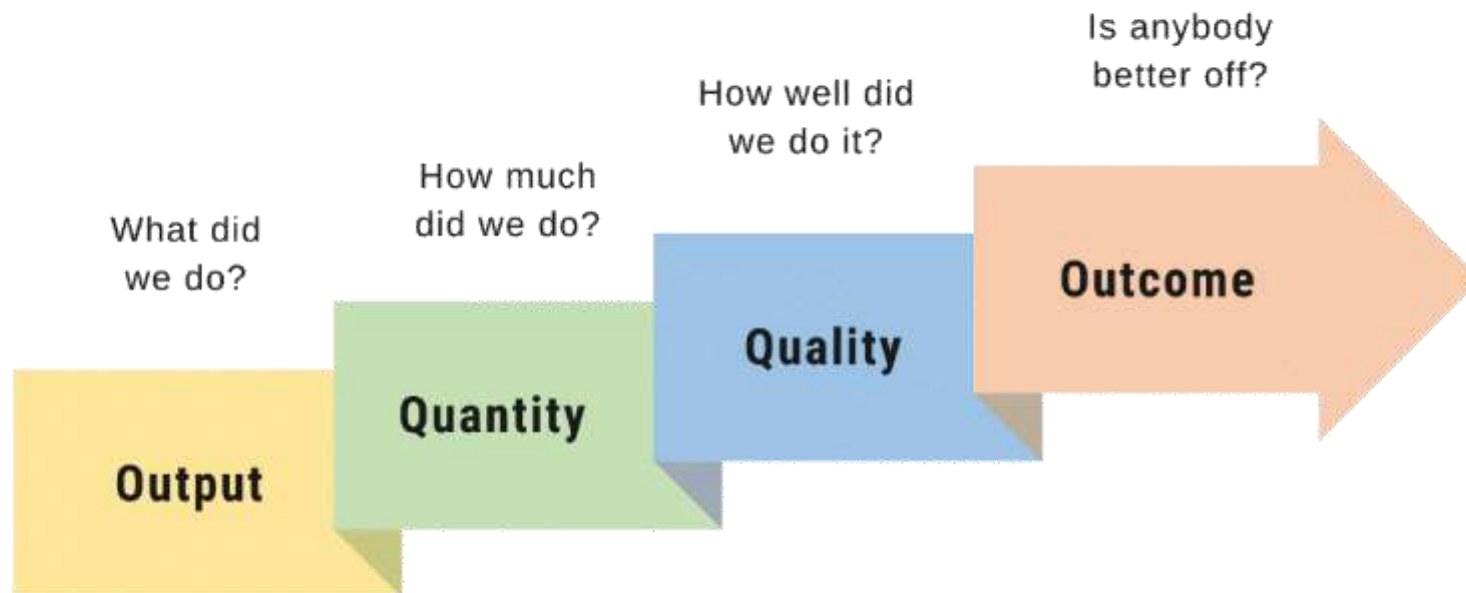 What did
we do?
Output
How much
did we do?
Quantity
How well did
we do it?
Quality
Is anybody
better off?
Outcome